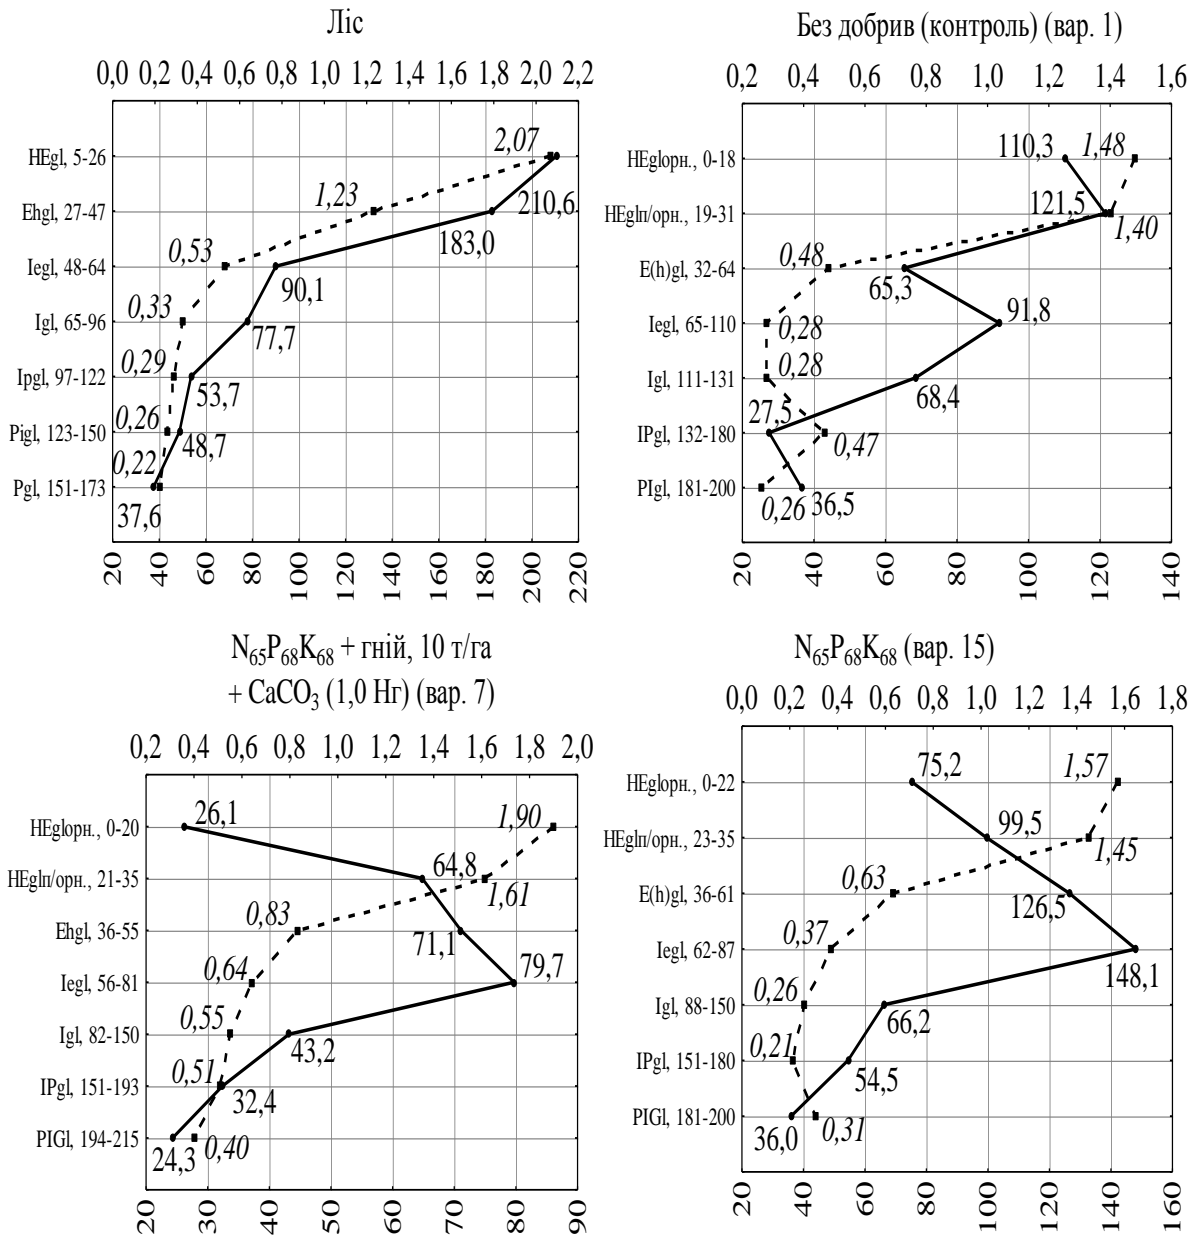 Ліс
0,0 0,2 0,4 0,6 0,8 1,0 1,2 1,4 1,6 1,8 2,0 2,2
HEgl, 5-26
Ehgl, 27-47
Iegl, 48-64
Igl, 65-96
Ipgl, 97-122
Pigl, 123-150
Pgl, 151-173
2,07
1,23
210,6
0,53
183,0
90,1
0,33
77,7
0,29
53,7
0,26
48,7
0,22
37,6
20 40 60 80 100 120 140 160 180 200 220
Без добрив (контроль) (вар. 1)
0,2 0,4 0,6 0,8 1,0 1,2 1,4 1,6
HEglорн., 0-18
HEglп/орн., 19-31
E(h)gl, 32-64
Iegl, 65-110
Igl, 111-131
IPgl, 132-180
PIgl, 181-200
110,3 1,48
121,5 1,40
0,48
65,3
91,8
0,28
0,28
68,4
27,5
0,47
0,26 36,5
20 40 60 80 100 120 140
N₆₅P₆₈K₆₈ + гній, 10 т/га
+ CaCO₃ (1,0 Нг) (вар. 7)
0,2 0,4 0,6 0,8 1,0 1,2 1,4 1,6 2,0
HEglорн., 0-20
HEglп/орн., 21-35
Ehgl, 36-55
Iegl, 56-81
Igl, 82-150
IPgl, 151-193
PIGl, 194-215
26,1
1,90
64,8
1,61
0,83
71,1
0,64
79,7
0,55
43,2
0,51
32,4
24,3 0,40
20 30 40 50 60 70 80 90
N₆₅P₆₈K₆₈ (вар. 15)
0,0 0,2 0,4 0,6 0,8 1,0 1,2 1,4 1,6 1,8
HEglорн., 0-22
HEglп/орн., 23-35
E(h)gl, 36-61
Iegl, 62-87
Igl, 88-150
IPgl, 151-180
PIGl, 181-200
75,2
1,57
99,5
1,45
0,63
126,5
0,37
148,1
0,26
66,2
0,21
54,5
36,0 0,31
20 40 60 80 100 120 140 160